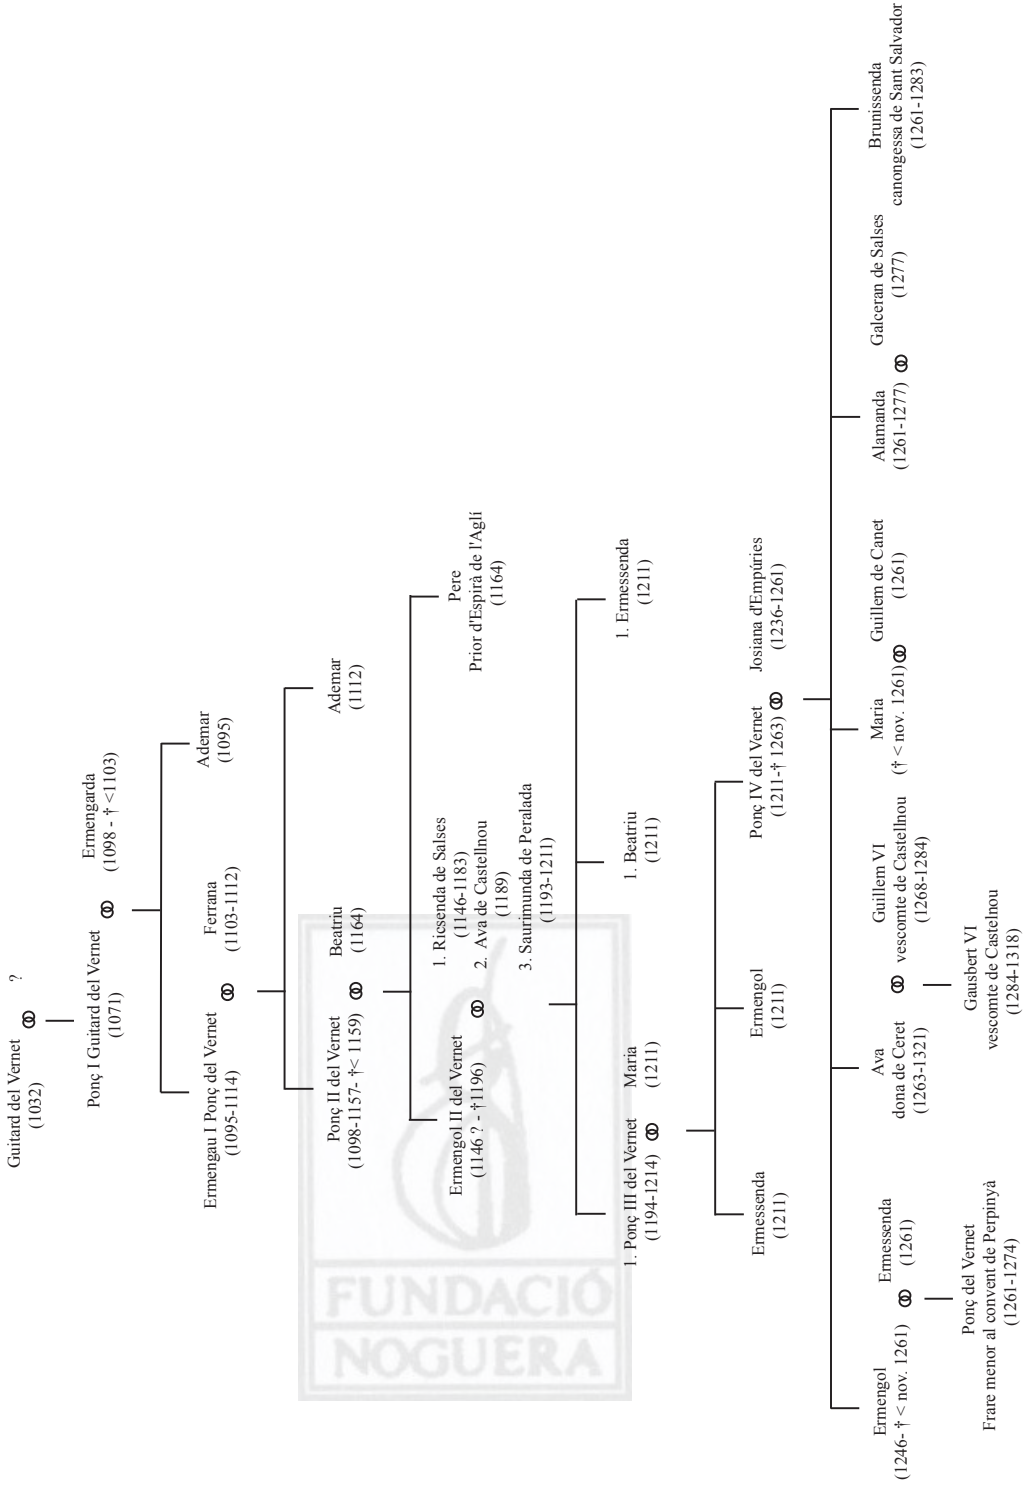 Guitard del Vernet
(1032)
?
Ponç I Guitard del Vernet
(1071)
Ermengarda
(1098 - † <1103)
Ermengau I Ponç del Vernet
(1095-1114)
Ferrana
(1103-1112)
Ademar
(1095)
Ponç II del Vernet
(1098-1157- †< 1159)
Beatriu
(1164)
Ademar
(1112)
Ermengol II del Vernet
(1146 ? - †1196)
1. Ricsenda de Salses
(1146-1183)
2. Ava de Castellnou
(1189)
3. Saurimunda de Peralada
(1193-1211)
Pere
Prior d'Espirà de l'Aglí
(1164)
1. Ponç III del Vernet
(1194-1214)
Maria
(1211)
1. Beatriu
(1211)
1. Ermessenda
(1211)
Ermessenda
(1211)
Ermengol
(1211)
Ponç IV del Vernet
(1211-† 1263)
Josiana d'Empúries
(1236-1261)
Ermengol
(1246- † < nov. 1261)
Ermessenda
(1261)
Ava
dona de Ceret
(1263-1321)
Guillem VI
vescomte de Castellnou
(1268-1284)
Maria
(† < nov. 1261)
Guillem de Canet
(1261)
Alamanda
(1261-1277)
Galceran de Salses
(1277)
Brunissenda
canongessa de Sant Salvador
(1261-1283)
Ponç del Vernet
Frare menor al convent de Perpinyà
(1261-1274)
Gausbert VI
vescomte de Castelnou
(1284-1318)
FUNDACIÓ
NOGUERA